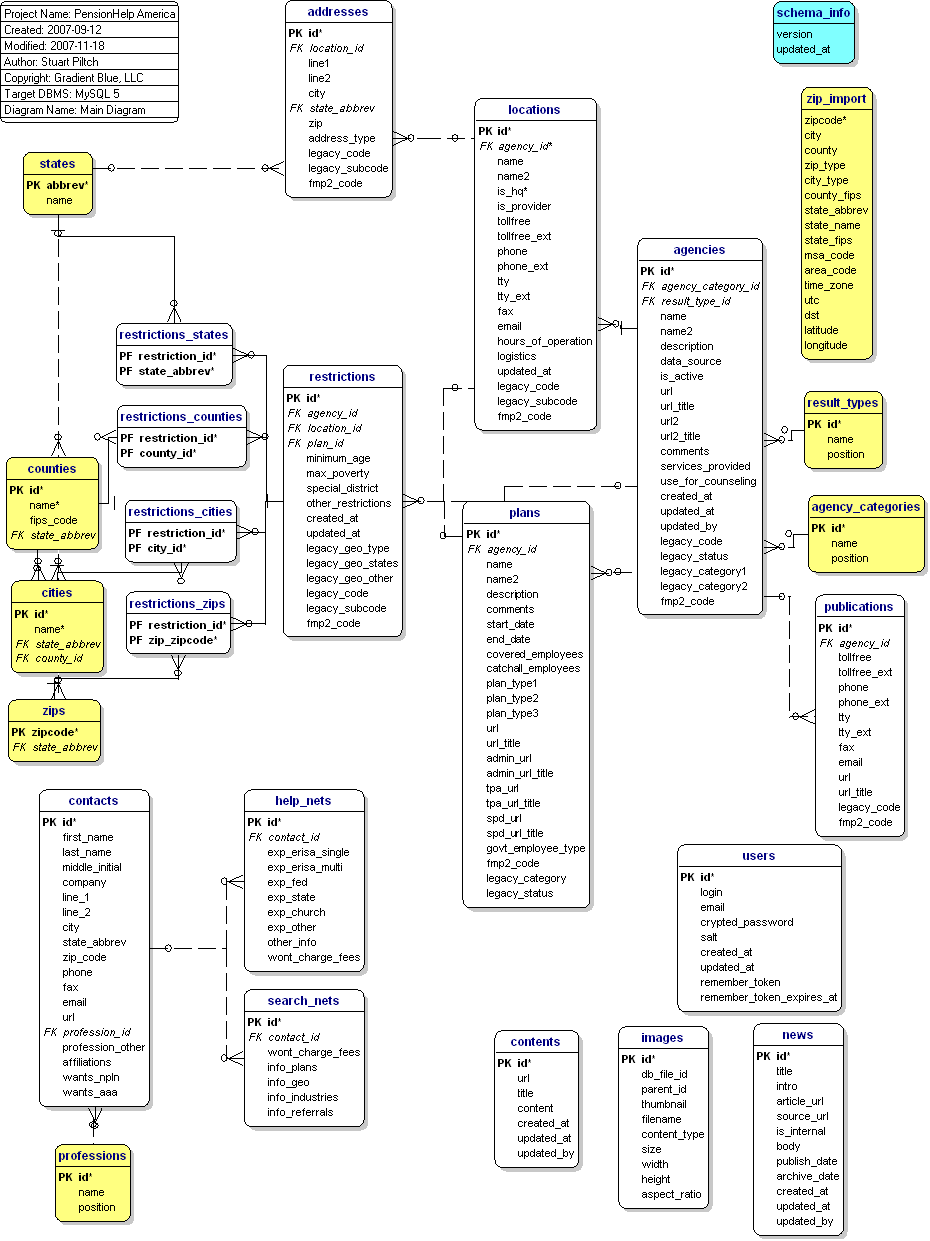 Project Name: PensionHelp America
Created: 2007-09-12
Modified: 2007-11-18
Author: Stuart Piltch
Copyright: Gradient Blue, LLC
Target DBMS: MySQL 5
Diagram Name: Main Diagram
addresses
PK id*
FK location_id
line1
line2
city
FK state_abbrev
zip
address_type
legacy_code
legacy_subcode
fmp2_code
schema_info
version
updated_at
zip_import
zipcode*
city
county
zip_type
city_type
county_fips
state_abbrev
state_name
state_fips
msa_code
area_code
time_zone
utc
dst
latitude
longitude
locations
PK id*
FK agency_id*
name
name2
is_hq*
is_provider
tollfree
tollfree_ext
phone
phone_ext
tty
tty_ext
fax
email
hours_of_operation
logistics
updated_at
legacy_code
legacy_subcode
fmp2_code
states
PK abbrev*
name
agencies
PK id*
FK agency_category_id
FK result_type_id
name
name2
description
data_source
is_active
url
url_title
url2
url2_title
comments
services_provided
use_for_counseling
created_at
updated_at
updated_by
legacy_code
legacy_status
legacy_category1
legacy_category2
fmp2_code
restrictions_states
PF restriction_id*
PF state_abbrev*
restrictions
PK id*
FK agency_id
FK location_id
FK plan_id
minimum_age
max_poverty
special_district
other_restrictions
created_at
updated_at
legacy_geo_type
legacy_geo_states
legacy_geo_other
legacy_code
legacy_subcode
fmp2_code
result_types
PK id*
name
position
restrictions_counties
PF restriction_id*
PF county_id*
counties
PK id*
name*
fips_code
FK state_abbrev
restrictions_cities
PF restriction_id*
PF city_id*
plans
PK id*
FK agency_id
name
name2
description
comments
start_date
end_date
covered_employees
catchall_employees
plan_type1
plan_type2
plan_type3
url
url_title
admin_url
admin_url_title
tpa_url
tpa_url_title
spd_url
spd_url_title
govt_employee_type
fmp2_code
legacy_category
legacy_status
agency_categories
PK id*
name
position
cities
PK id*
name*
FK state_abbrev
FK county_id
restrictions_zips
PF restriction_id*
PF zip_zipcode*
publications
PK id*
FK agency_id
tollfree
tollfree_ext
phone
phone_ext
tty
tty_ext
fax
email
url
url_title
legacy_code
fmp2_code
zips
PK zipcode*
FK state_abbrev
contacts
PK id*
first_name
last_name
middle_initial
company
line_1
line_2
city
state_abbrev
zip_code
phone
fax
email
url
FK profession_id
profession_other
affiliations
wants_npln
wants_aaa
help_nets
PK id*
FK contact_id
exp_erisa_single
exp_erisa_multi
exp_fed
exp_state
exp_church
exp_other
other_info
wont_charge_fees
users
PK id*
login
email
crypted_password
salt
created_at
updated_at
remember_token
remember_token_expires_at
search_nets
PK id*
FK contact_id
wont_charge_fees
info_plans
info_geo
info_industries
info_referrals
contents
PK id*
url
title
content
created_at
updated_at
updated_by
images
PK id*
db_file_id
parent_id
thumbnail
filename
content_type
size
width
height
aspect_ratio
news
PK id*
title
intro
article_url
source_url
is_internal
body
publish_date
archive_date
created_at
updated_at
updated_by
professions
PK id*
name
position